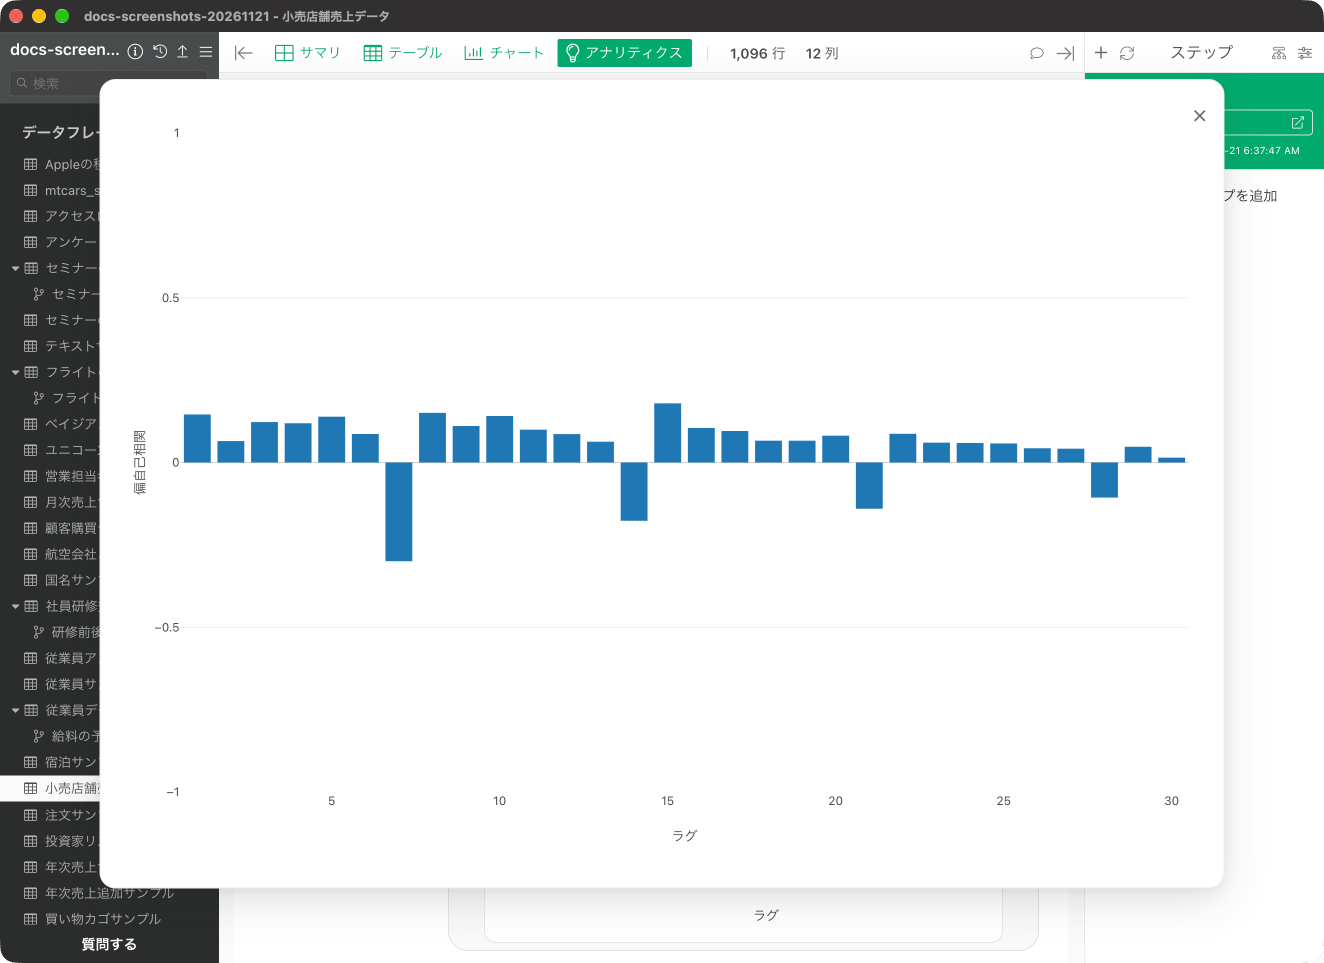 docs-screenshots-20261121 - 小売店舗売上データ
docs-screen...
検索
サマリ
テーブル
チャート
アナリティクス
1,096 行
12 列
ステップ
データフレー
Appleの
mtcars_s
アクセス
アンケー
セミナー
セミナー
セミナー
テキスト
フライト
フライト
ベイジア
ユニコー
営業担当
月次売上
顧客購買
航空会社
国名サン
社員研修
研修前後
従業員ア
従業員サ
従業員デ
給料の予
宿泊サン
小売店舗
注文サン
投資家リ
年次売上
年次売上追加サンプル
買い物カゴサンプル
質問する
-21 6:37:47 AM
プを追加
1
0.5
0
−0.5
−1
偏自己相関
5
10
15
20
25
30
ラグ
ラグ